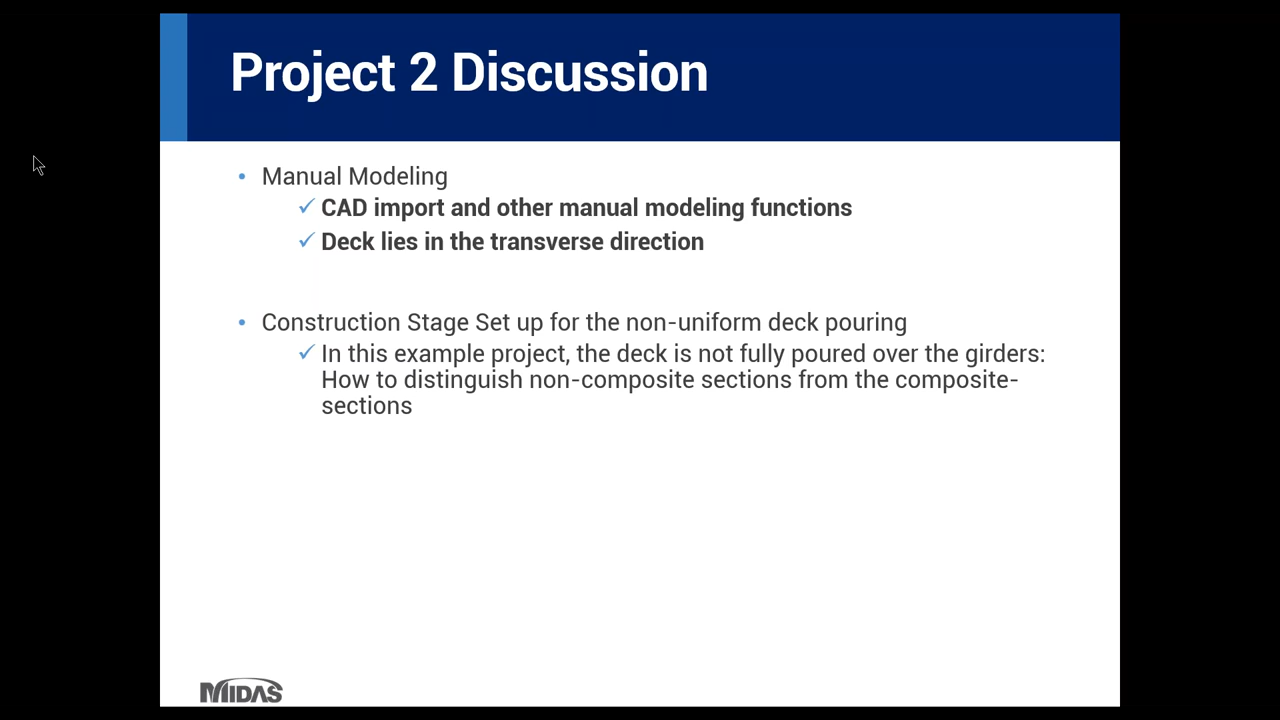 Project 2 Discussion
• Manual Modeling
✓ CAD import and other manual modeling functions
✓ Deck lies in the transverse direction
• Construction Stage Set up for the non-uniform deck pouring
✓ In this example project, the deck is not fully poured over the girders:
How to distinguish non-composite sections from the composite-
sections
MIDAS